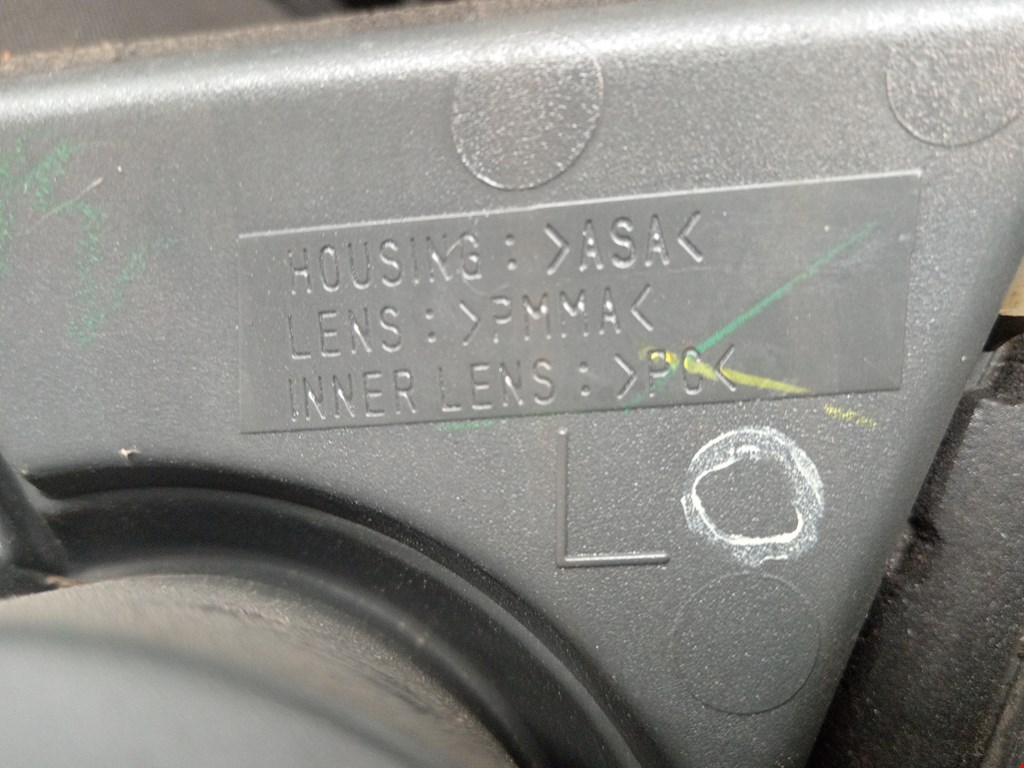 HOUSING : >ASA<
LENS : >PMMA<
INNER LENS : >PC<
L